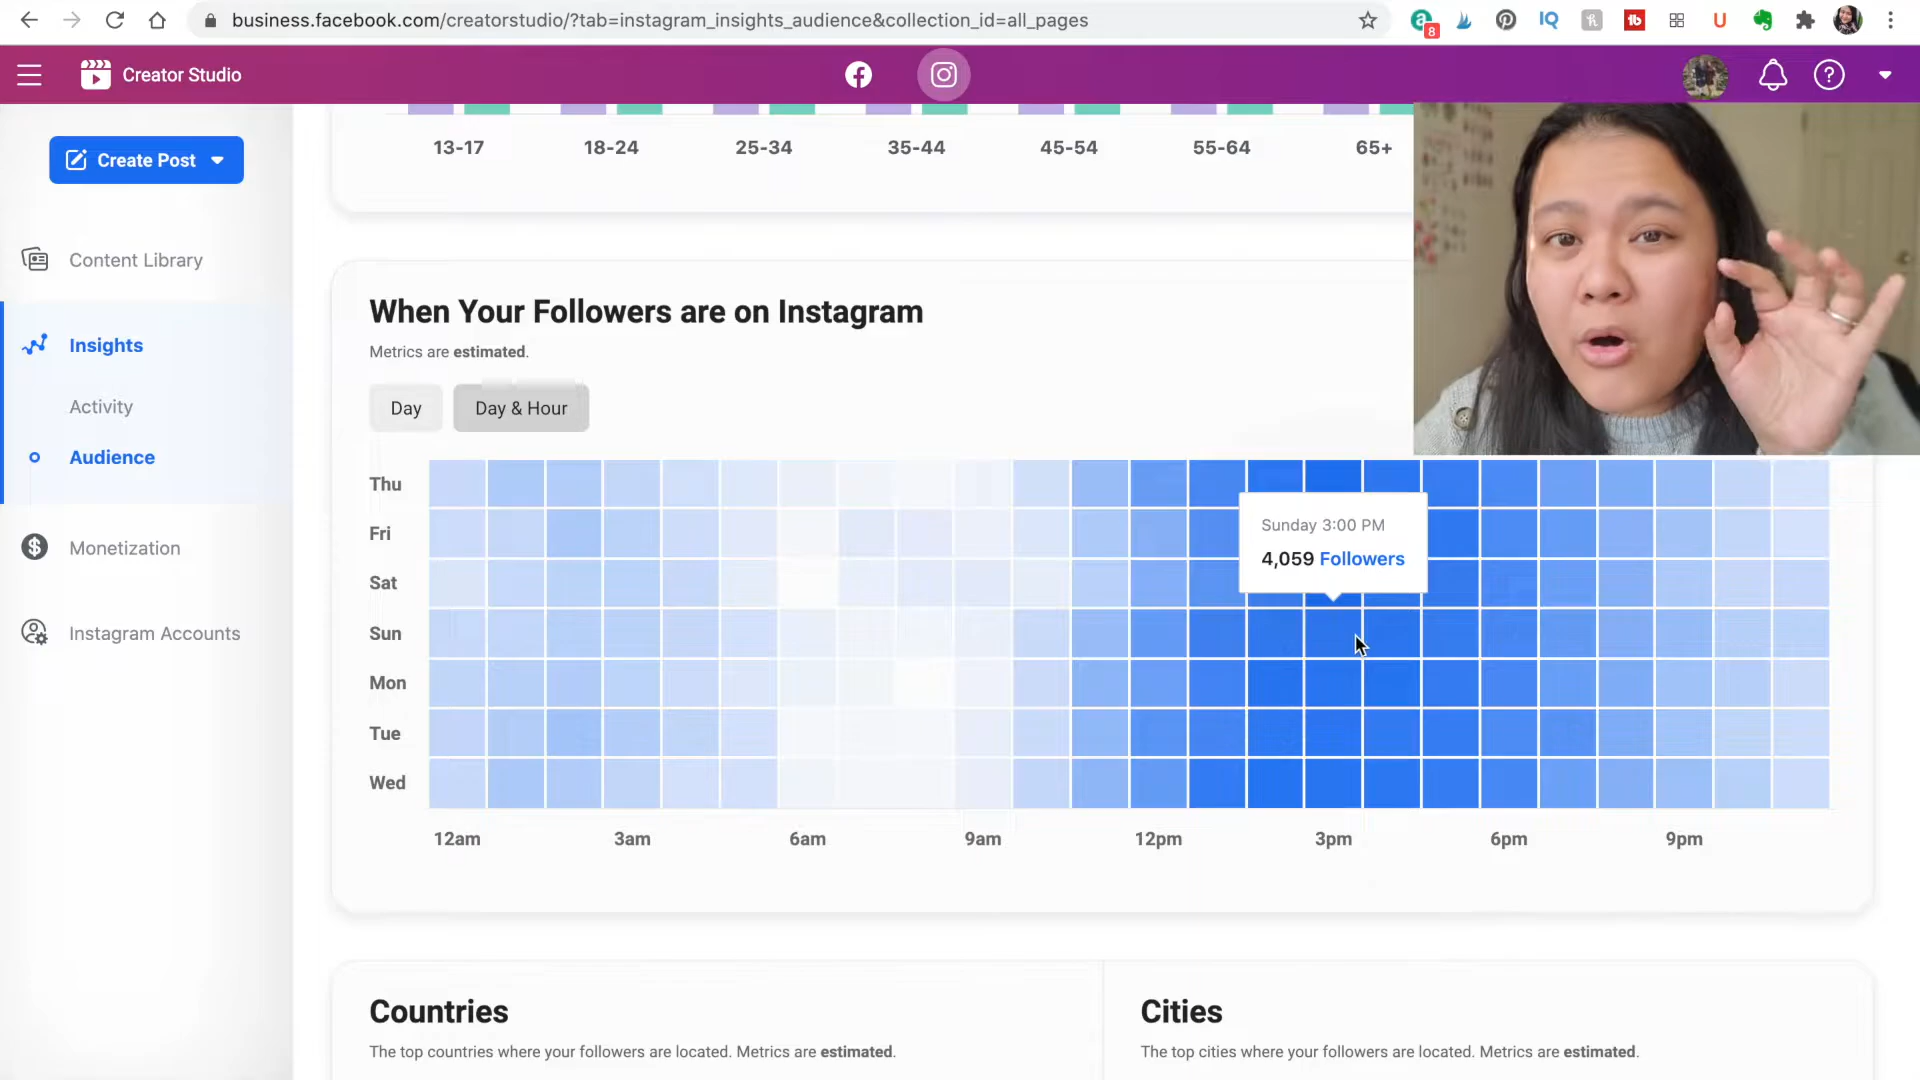 business.facebook.com/creatorstudio/?tab=instagram_insights_audience&collection_id=all_pages
8
IQ
U
Creator Studio
Create Post
Content Library
Insights
Activity
Audience
Monetization
Instagram Accounts
13-17 18-24 25-34 35-44 45-54 55-64 65+
When Your Followers are on Instagram
Metrics are estimated.
Day Day & Hour
Thu
Fri
Sat
Sun
Mon
Tue
Wed
Sunday 3:00 PM
4,059 Followers
12am 3am 6am 9am 12pm 3pm 6pm 9pm
Countries
The top countries where your followers are located. Metrics are estimated.
Cities
The top cities where your followers are located. Metrics are estimated.